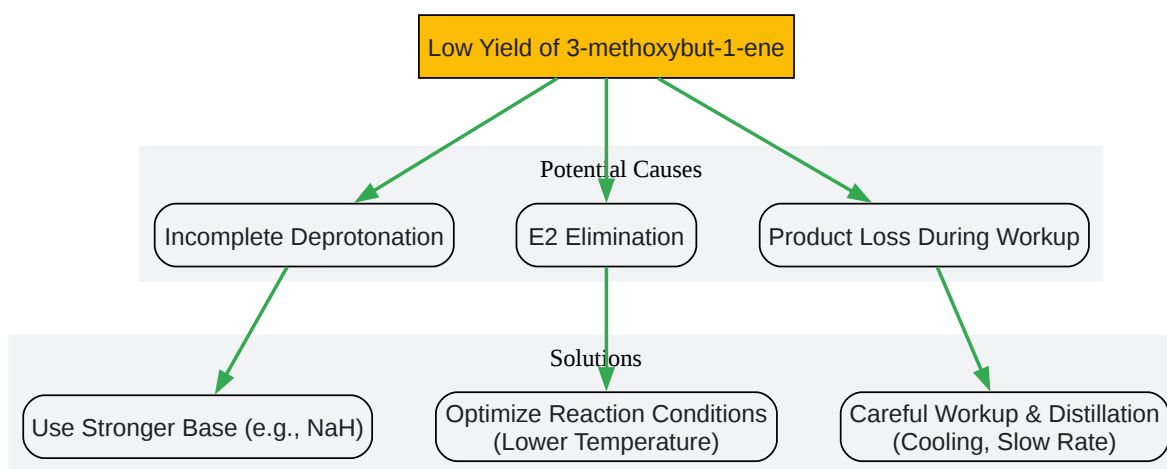 Low Yield of 3-methoxybut-1-ene
Potential Causes
Incomplete Deprotonation
E2 Elimination
Product Loss During Workup
Solutions
Use Stronger Base (e.g., NaH)
Optimize Reaction Conditions
(Lower Temperature)
Careful Workup & Distillation
(Cooling, Slow Rate)